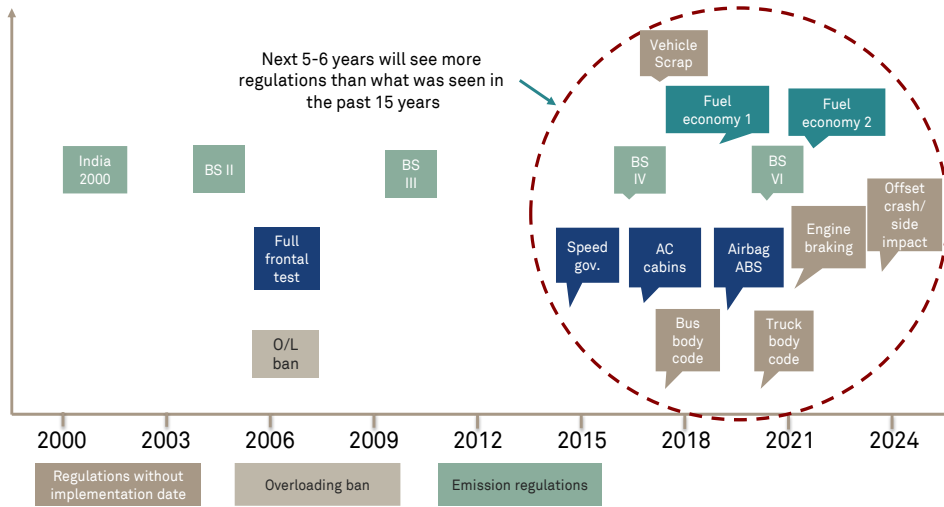 Next 5-6 years will see more
regulations than what was seen in
the past 15 years
Vehicle
Scrap
Fuel
economy 1
Fuel
economy 2
India
2000
BS II
BS
III
BS
IV
BS
VI
Offset
crash/
side
impact
Full
frontal
test
Speed
gov.
AC
cabins
Airbag
ABS
Engine
braking
O/L
ban
Bus
body
code
Truck
body
code
2000
2003
2006
2009
2012
2015
2018
2021
2024
Regulations without
implementation date
Overloading ban
Emission regulations